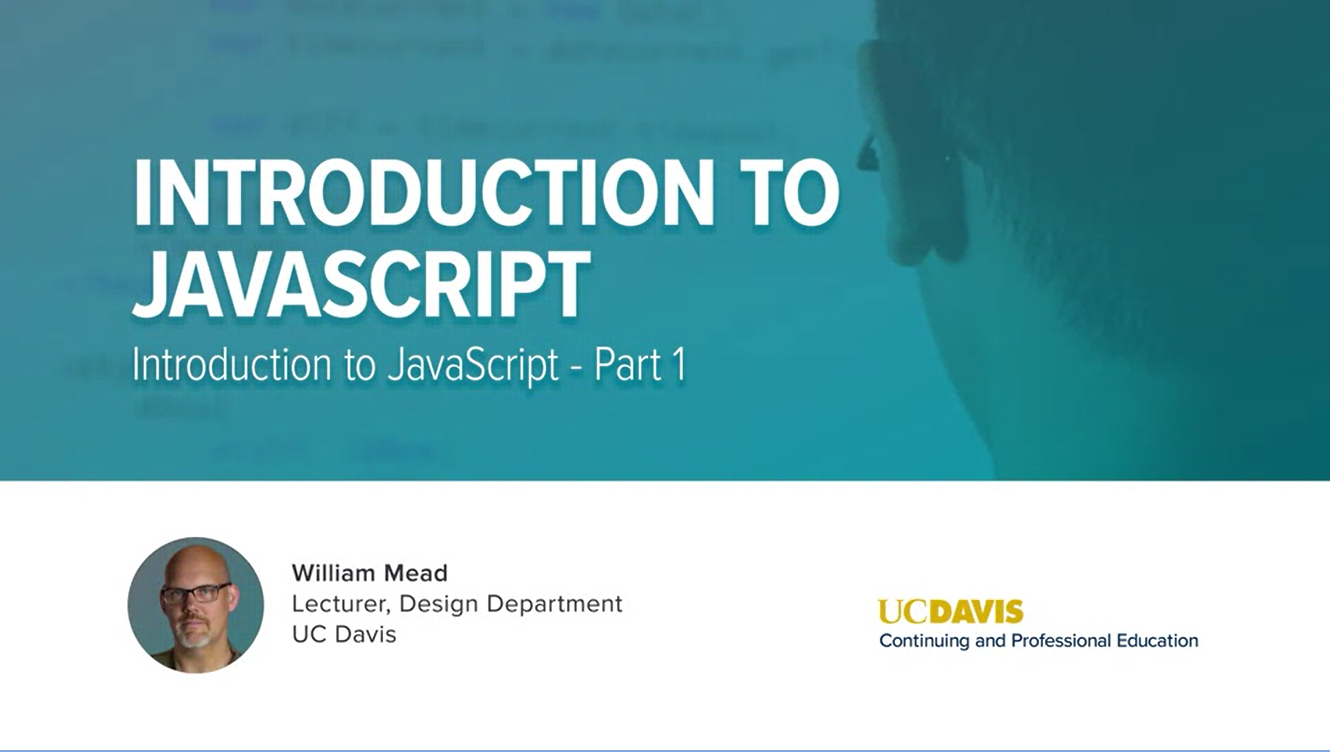 INTRODUCTION TO
JAVASCRIPT
Introduction to JavaScript - Part 1
William Mead
Lecturer, Design Department
UC Davis
UCDAVIS
Continuing and Professional Education